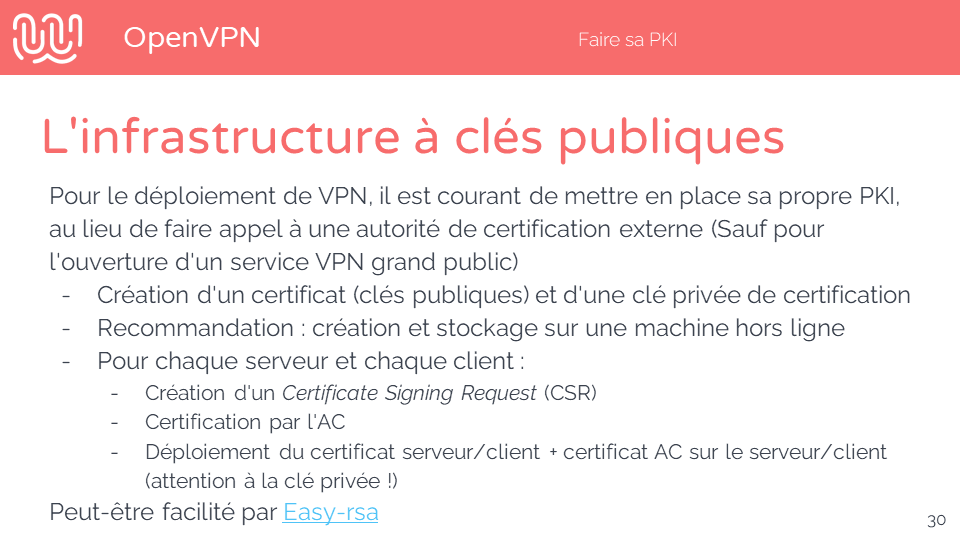 OpenVPN
Faire sa PKI
L'infrastructure à clés publiques
Pour le déploiement de VPN, il est courant de mettre en place sa propre PKI,
au lieu de faire appel à une autorité de certification externe (Sauf pour
l'ouverture d'un service VPN grand public)
- Création d'un certificat (clés publiques) et d'une clé privée de certification
- Recommandation : création et stockage sur une machine hors ligne
- Pour chaque serveur et chaque client :
- Création d'un Certificate Signing Request (CSR)
- Certification par l'AC
- Déploiement du certificat serveur/client + certificat AC sur le serveur/client
(attention à la clé privée !)
Peut-être facilité par Easy-rsa
30